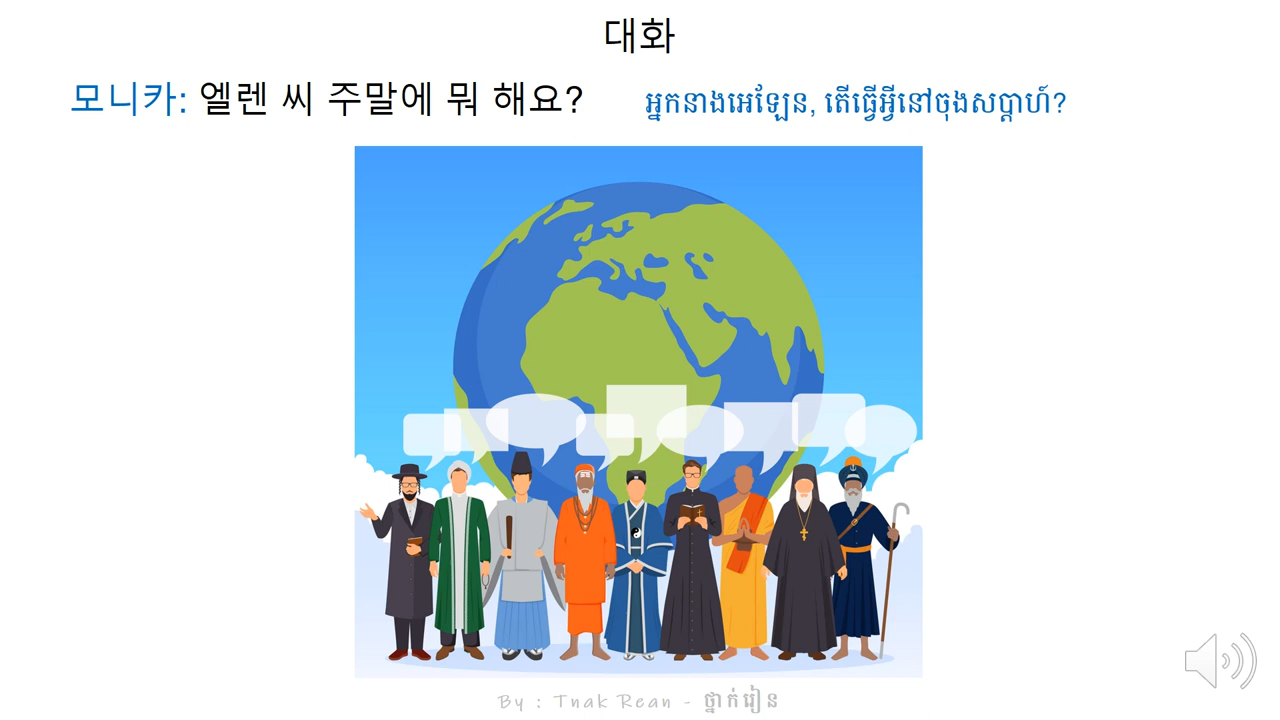 대화
모니카: 엘렌 씨 주말에 뭐 해요? អ្នកនាងអេឡែន, តើធ្វើអ្វីនៅចុងសប្ដាហ៍?
By : Tnak Rean - ថ្នាក់រៀន